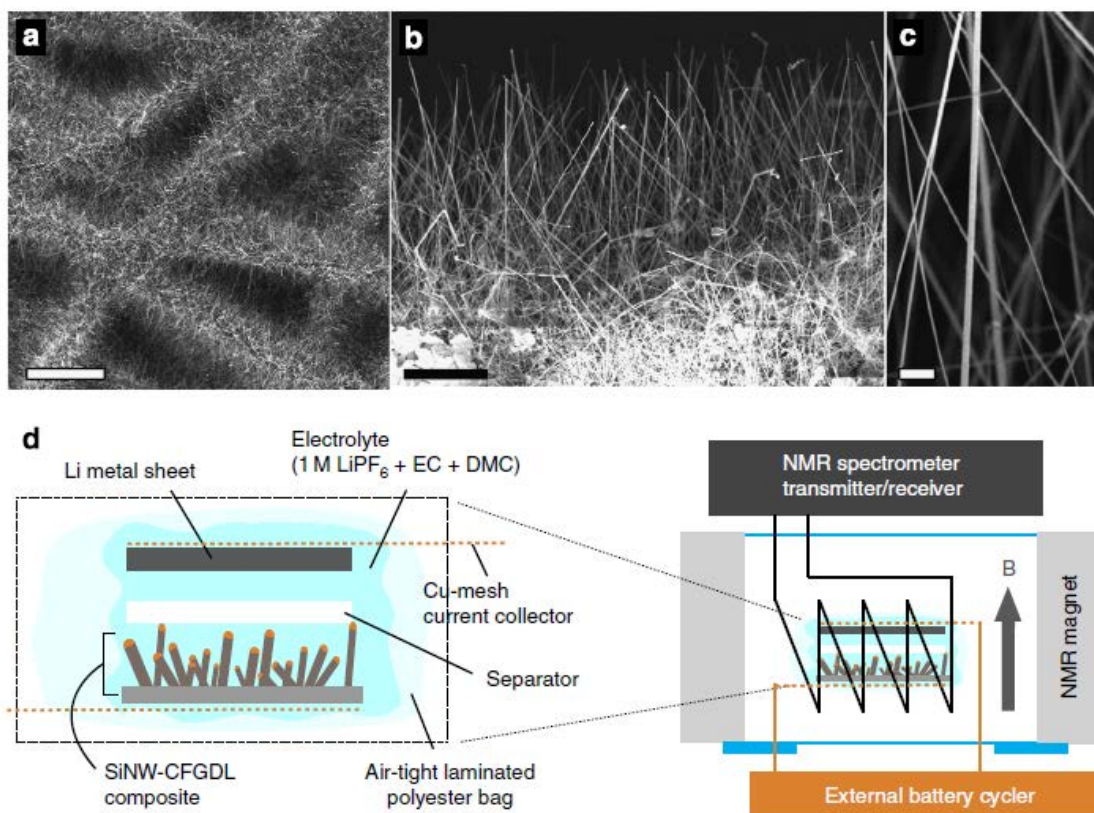 a
b
c
d
Electrolyte
(1 M LiPF6 + EC + DMC)
Li metal sheet
Cu-mesh
current collector
Separator
SiNW-CFGDL
composite
Air-tight laminated
polyester bag
NMR spectrometer
transmitter/receiver
B
NMR magnet
External battery cycler